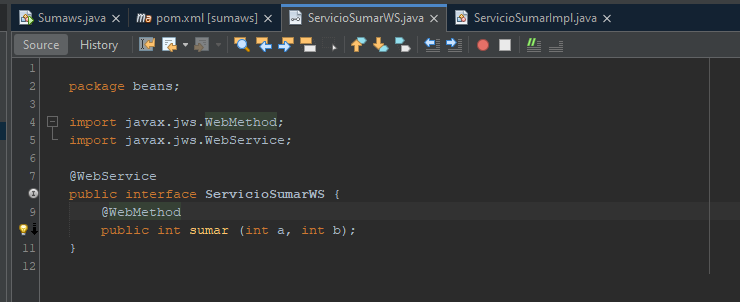 Sumaws.java
pom.xml [sumaws]
ServicioSumarWS.java
ServicioSumarImpl.java
Source
History
1
2 package beans;
3
4 import javax.jws.WebMethod;
5 import javax.jws.WebService;
6
7 @WebService
public interface ServicioSumarWS {
9 @WebMethod
public int sumar (int a, int b);
11 }
12